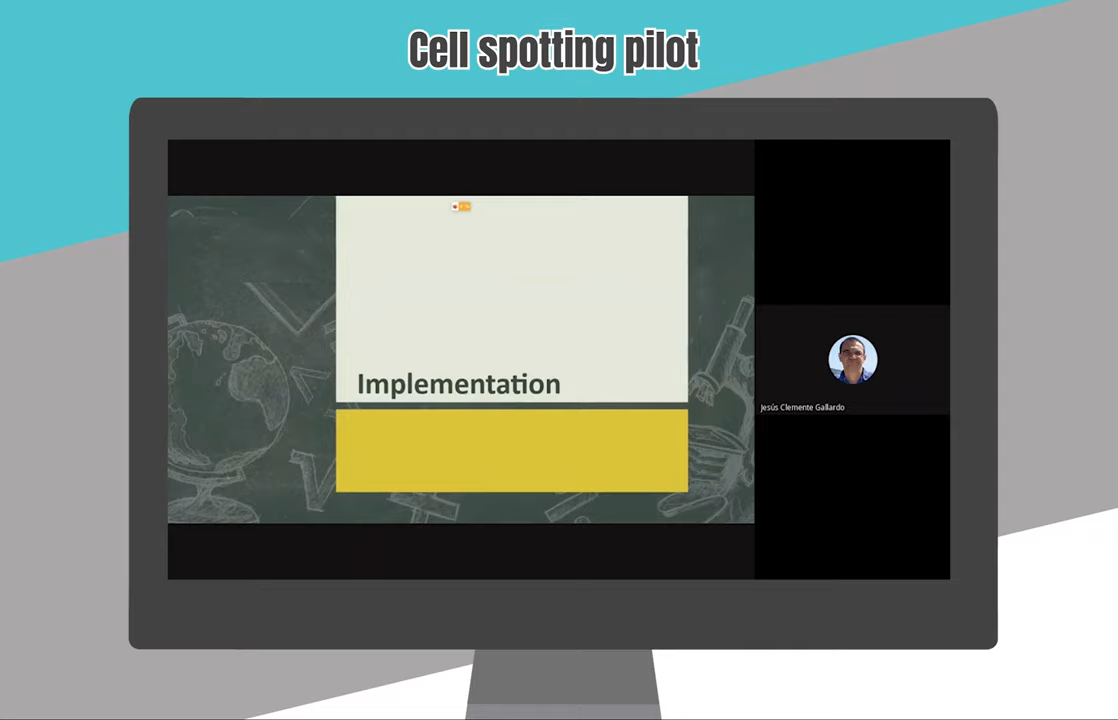 Cell spotting pilot
Implementation
Jesús Clemente Gallardo